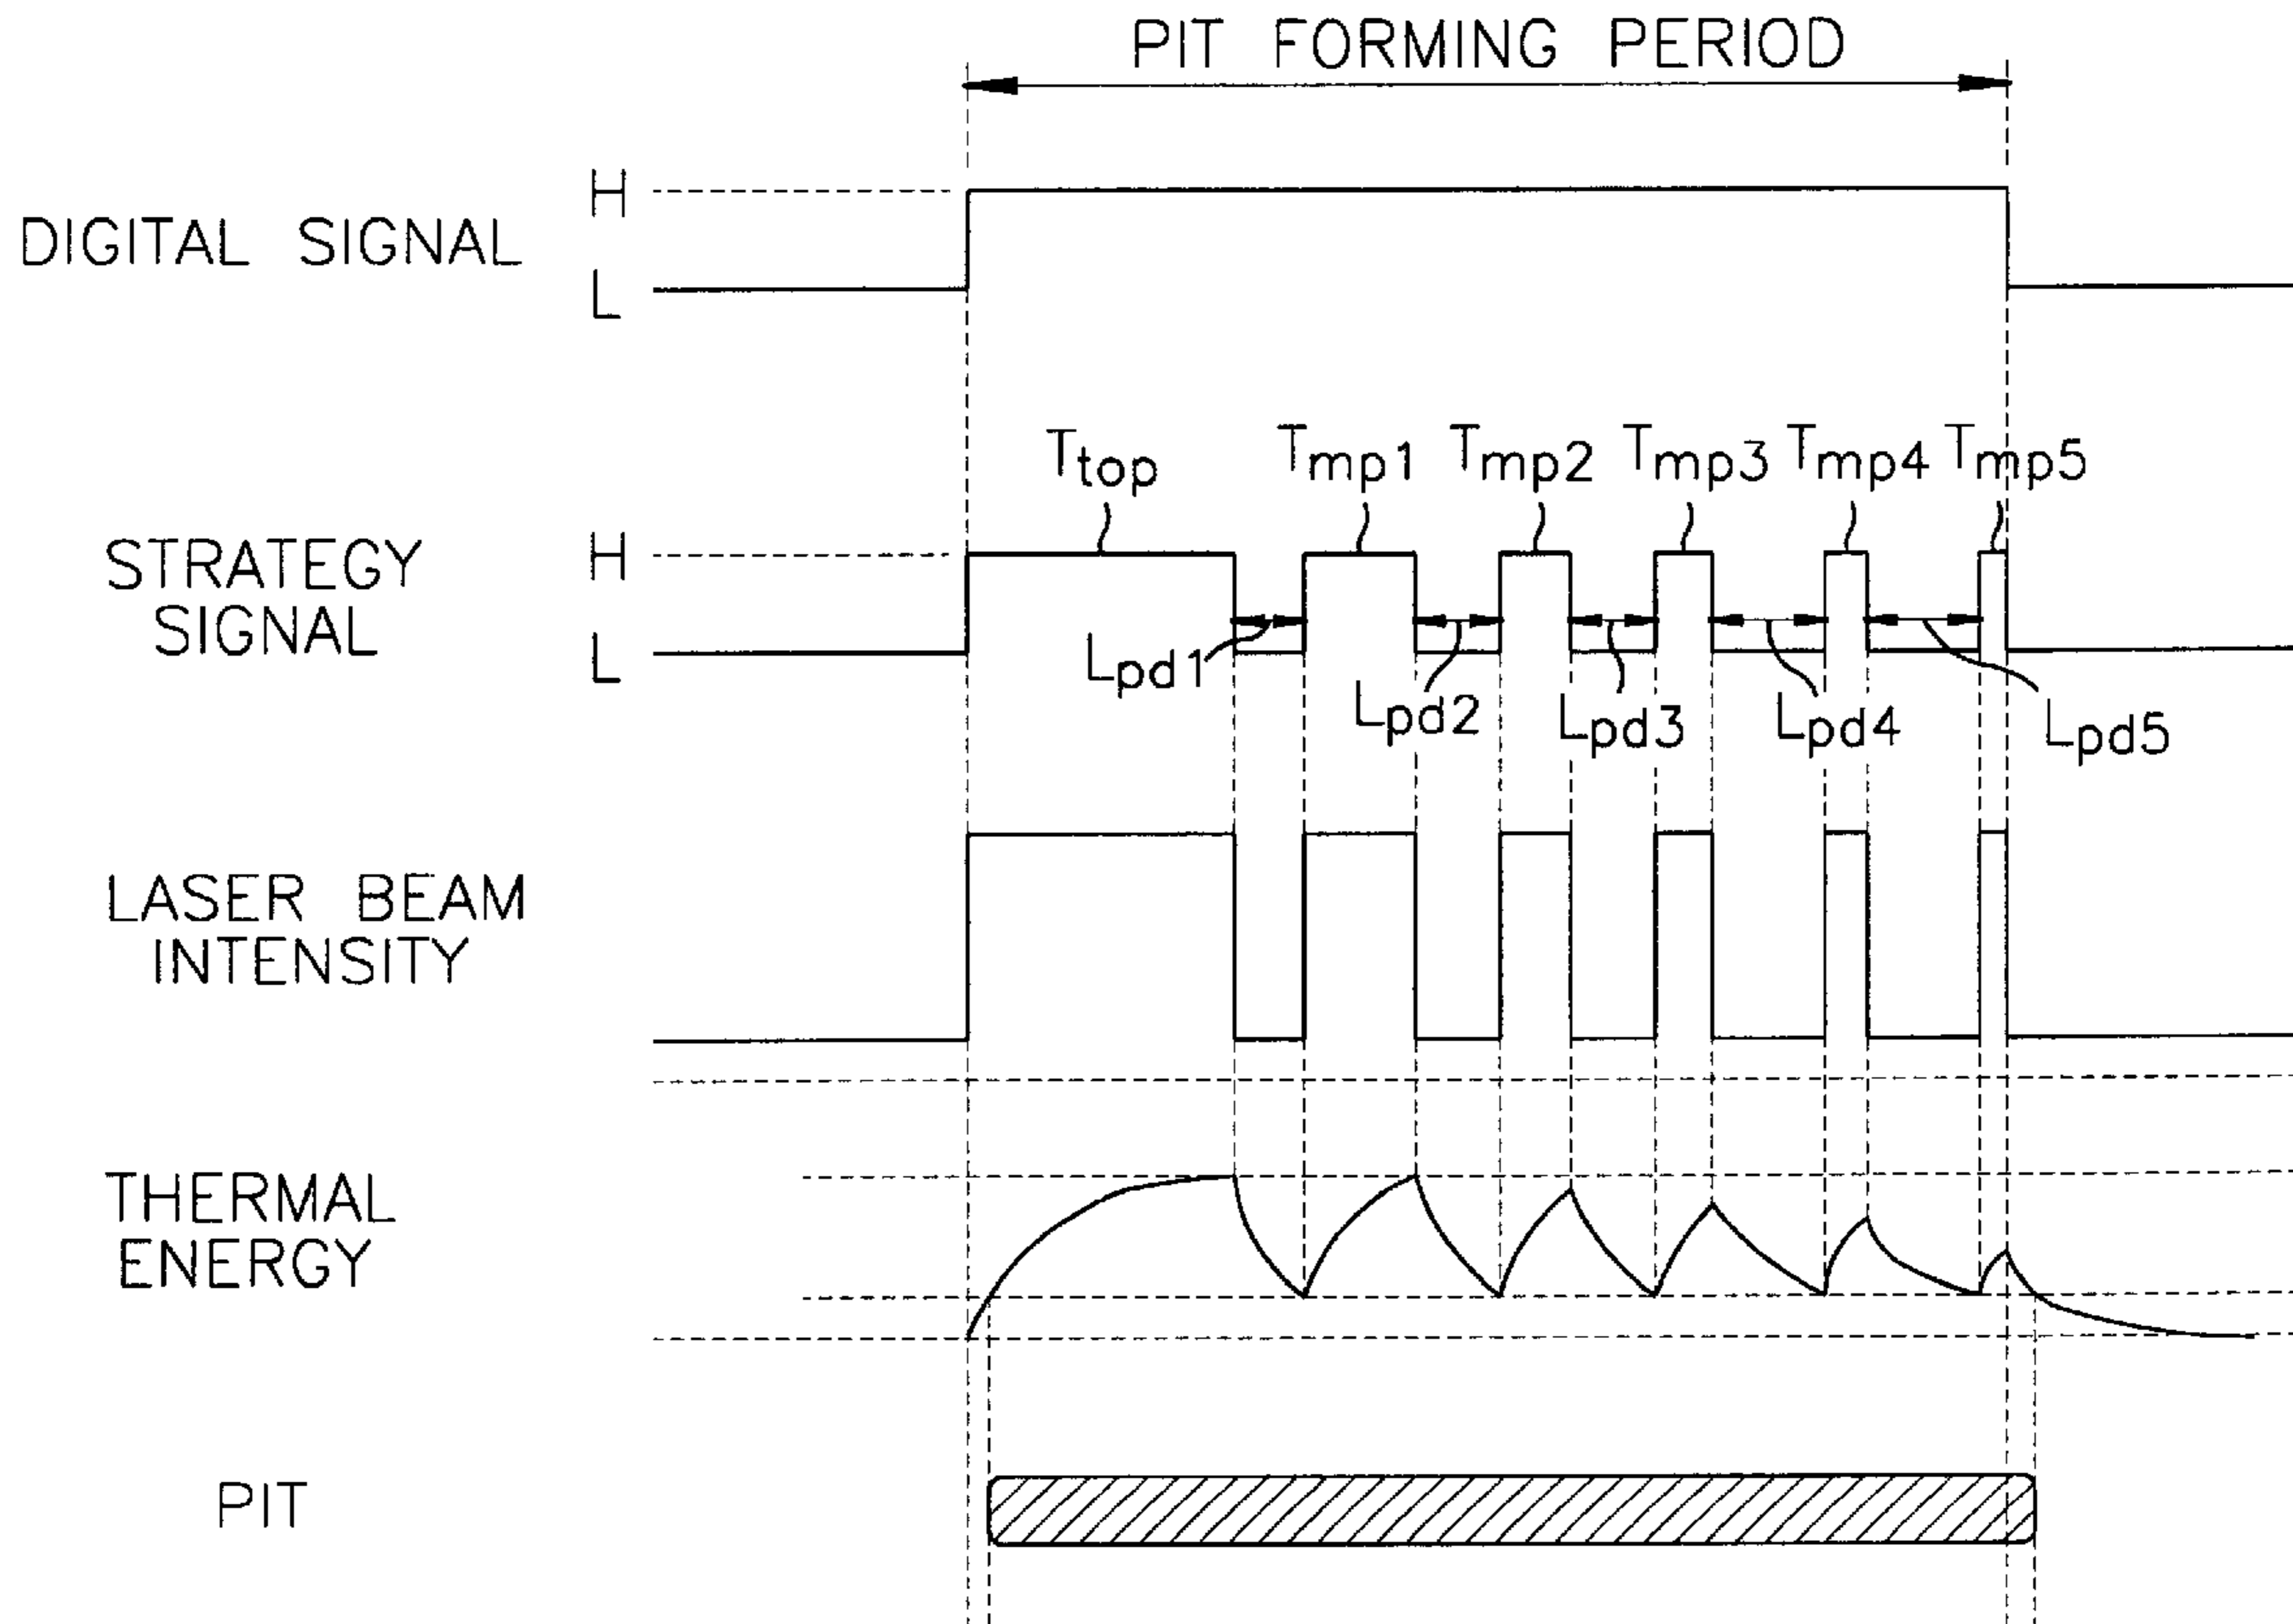 PIT FORMING PERIOD
DIGITAL SIGNAL
H
L
Ttop Tmp1 Tmp2 Tmp3 Tmp4 Tmp5
STRATEGY
SIGNAL
H
L
Lpd1 Lpd2 Lpd3 Lpd4 Lpd5
LASER BEAM
INTENSITY
THERMAL
ENERGY
PIT